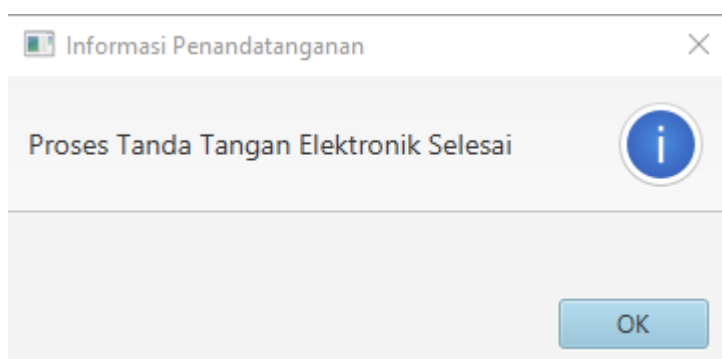 Informasi Penandatanganan
Proses Tanda Tangan Elektronik Selesai
OK